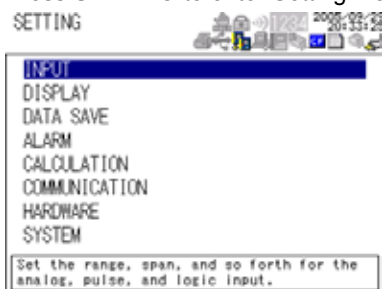 SETTING
INPUT
DISPLAY
DATA SAVE
ALARM
CALCULATION
COMMUNICATION
HARDWARE
SYSTEM
Set the range, span, and so forth for the
analog, pulse, and logic input.